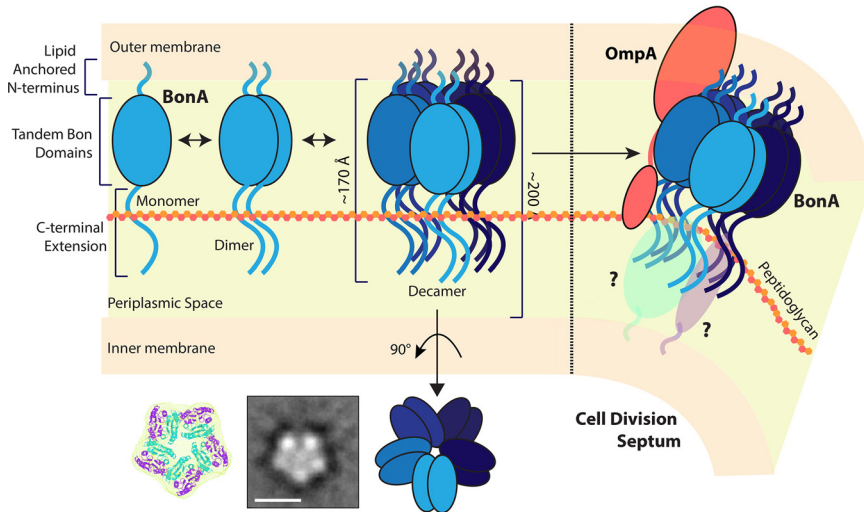 Lipid
Anchored
N-terminus
Outer membrane
BonA
Tandem Bon
Domains
Monomer
C-terminal
Extension
Dimer
Periplasmic Space
Inner membrane
~170 Å
~200
Decamer
90°
OmpA
BonA
?
?
Peptidoglycan
Cell Division
Septum